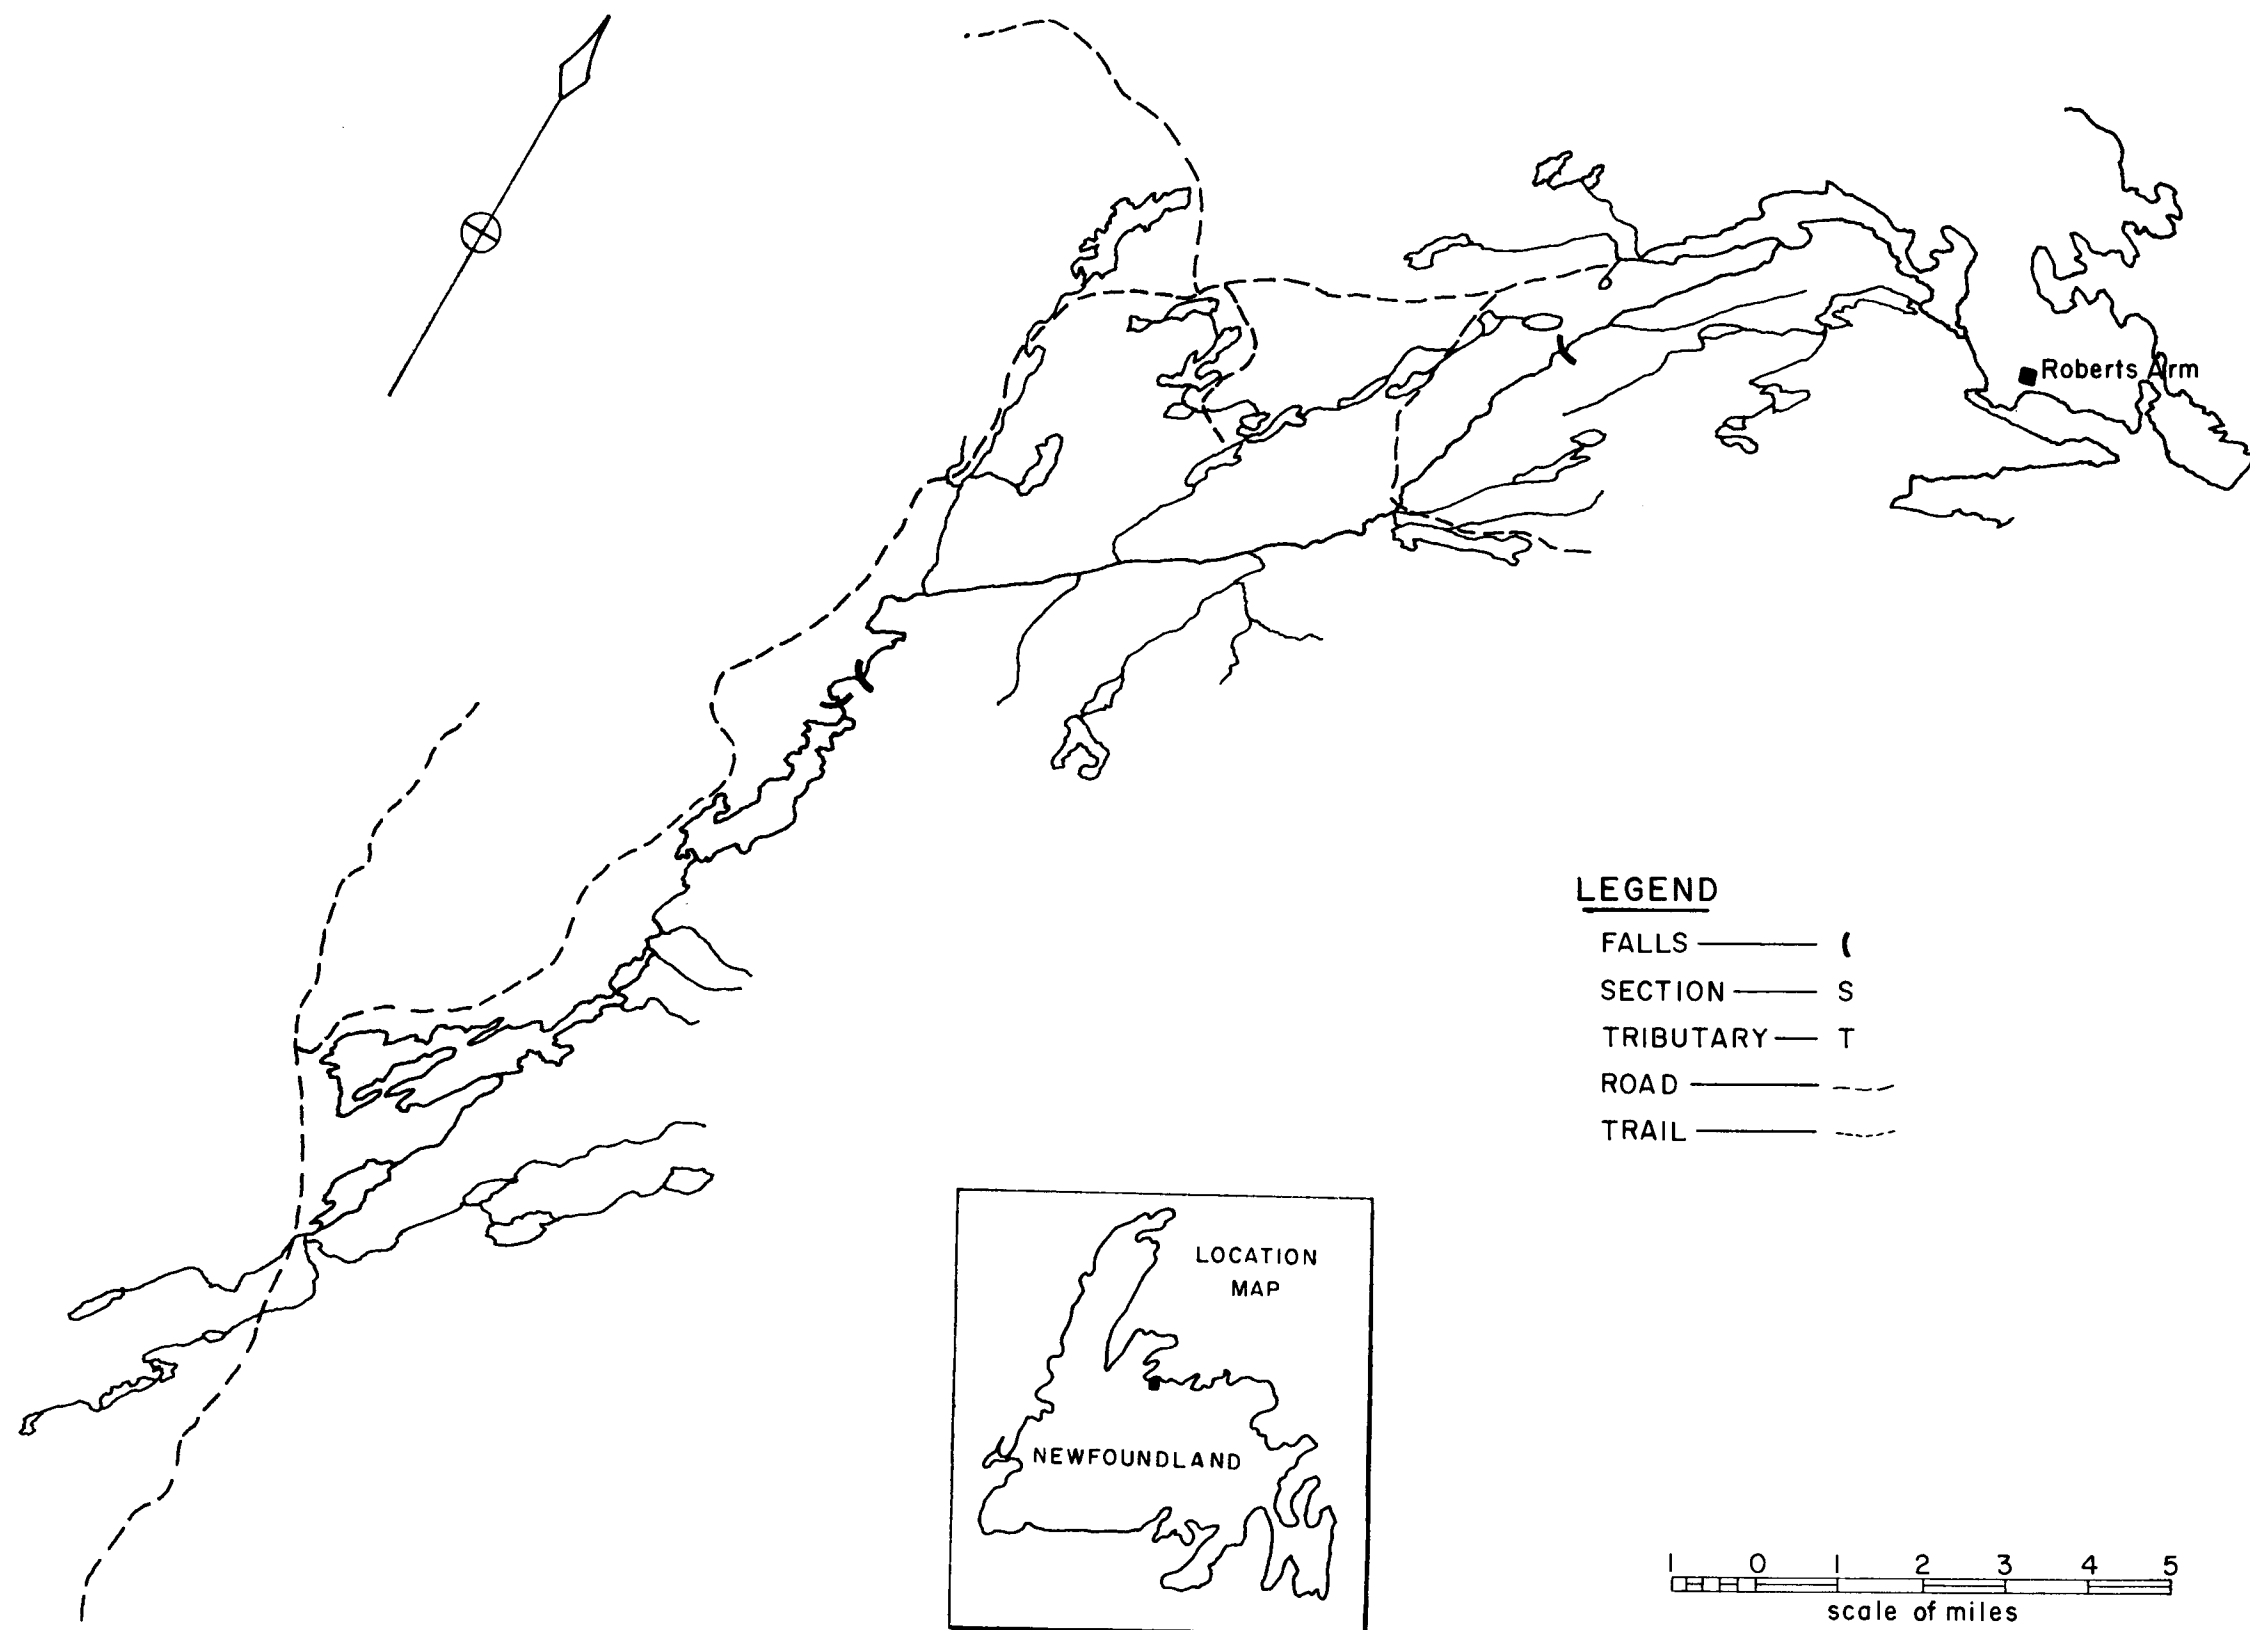 Roberts Arm
LEGEND
FALLS (
SECTION S
TRIBUTARY T
ROAD
TRAIL
LOCATION
MAP
NEWFOUNDLAND
1 0 1 2 3 4 5
scale of miles